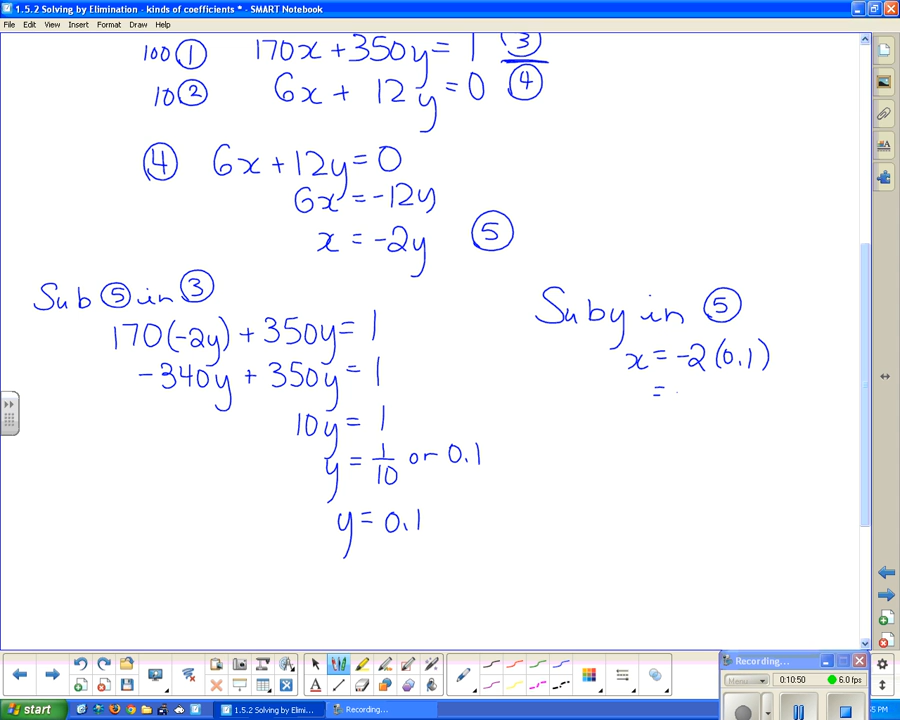 1.5.2 Solving by Elimination - kinds of coefficients * - SMART Notebook
File Edit View Insert Format Draw Help
100 ① 170x + 350y = 1 ③
10 ② 6x + 12y = 0 ④
④ 6x + 12y = 0
6x = -12y
x = -2y ⑤
Sub ⑤ in ③
170(-2y) + 350y = 1
-340y + 350y = 1
10y = 1
y = 1/10 or 0.1
y = 0.1
Sub y in ⑤
x = -2(0.1)
=
Recording...
Menu 0:10:50 6.0 fps
start
1.5.2 Solving by Elim...
Recording...
5 PM